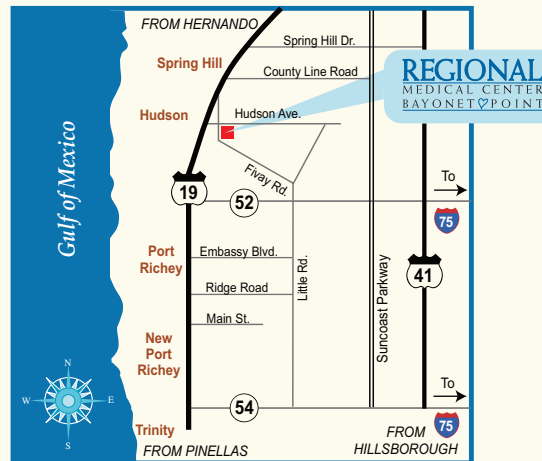 FROM HERNANDO
Spring Hill Dr.
Spring Hill
County Line Road
REGIONAL
MEDICAL CENTER
BAYONET POINT
Hudson
Hudson Ave.
Gulf of Mexico
Fivay Rd.
19
52
To
75
Port
Richey
Embassy Blvd.
Little Rd.
Suncoast Parkway
41
Ridge Road
Main St.
New
Port
Richey
N
W
E
S
54
To
75
Trinity
FROM PINELLAS
FROM
HILLSBOROUGH